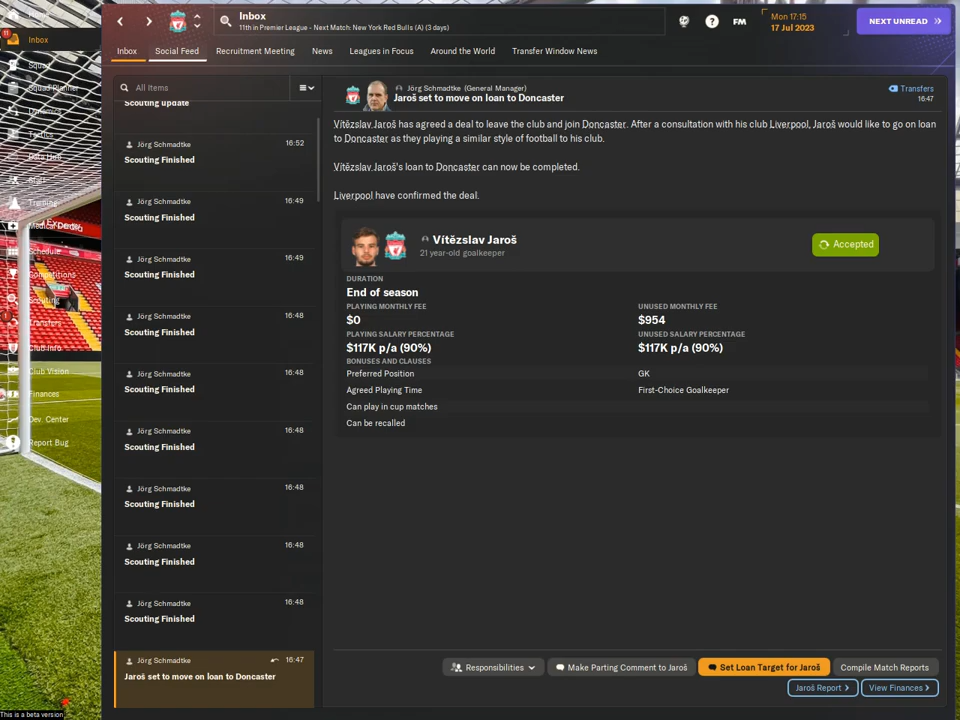 Inbox
11th in Premier League - Next Match: New York Red Bulls (A) (3 days)
?
FM
Mon 17:15
17 Jul 2023
NEXT UNREAD
11
Inbox
Inbox
Social Feed
Recruitment Meeting
News
Leagues in Focus
Around the World
Transfer Window News
Squad
Squad Planner
Tactics
Data Hub
Staff
Training
Medical Centre
Schedule
Competitions
Scouting
Transfers
Club Info
Club Vision
Finances
Dev. Center
Report Bug
This is a beta version
All Items
Scouting update
Jörg Schmadtke 16:52
Scouting Finished
Jörg Schmadtke 16:49
Scouting Finished
Jörg Schmadtke 16:49
Scouting Finished
Jörg Schmadtke 16:48
Scouting Finished
Jörg Schmadtke 16:48
Scouting Finished
Jörg Schmadtke 16:48
Scouting Finished
Jörg Schmadtke 16:48
Scouting Finished
Jörg Schmadtke 16:48
Scouting Finished
Jörg Schmadtke 16:48
Scouting Finished
Jörg Schmadtke 16:47
Jaroš set to move on loan to Doncaster
Jörg Schmadtke (General Manager)
Jaroš set to move on loan to Doncaster
Transfers
16:47
Vítězslav Jaroš has agreed a deal to leave the club and join Doncaster. After a consultation with his club Liverpool, Jaroš would like to go on loan
to Doncaster as they playing a similar style of football to his club.
Vítězslav Jaroš's loan to Doncaster can now be completed.
Liverpool have confirmed the deal.
Vítězslav Jaroš
21 year-old goalkeeper
Accepted
DURATION
End of season
PLAYING MONTHLY FEE UNUSED MONTHLY FEE
$0 $954
PLAYING SALARY PERCENTAGE UNUSED SALARY PERCENTAGE
$117K p/a (90%) $117K p/a (90%)
BONUSES AND CLAUSES
Preferred Position GK
Agreed Playing Time First-Choice Goalkeeper
Can play in cup matches
Can be recalled
Responsibilities
Make Parting Comment to Jaroš
Set Loan Target for Jaroš
Compile Match Reports
Jaroš Report >
View Finances >